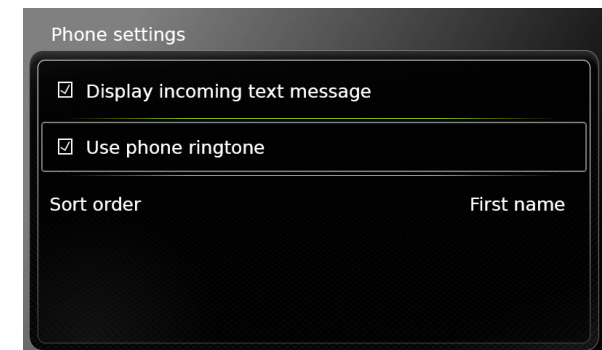 Phone settings
Display incoming text message
Use phone ringtone
Sort order First name